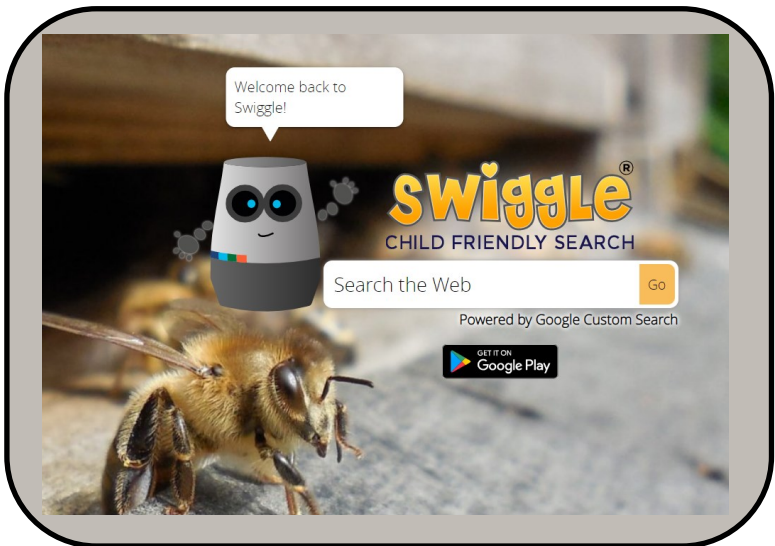 Welcome back to
Swiggle!
swiggLe®
CHILD FRIENDLY SEARCH
Search the Web Go
Powered by Google Custom Search
GET IT ON
Google Play